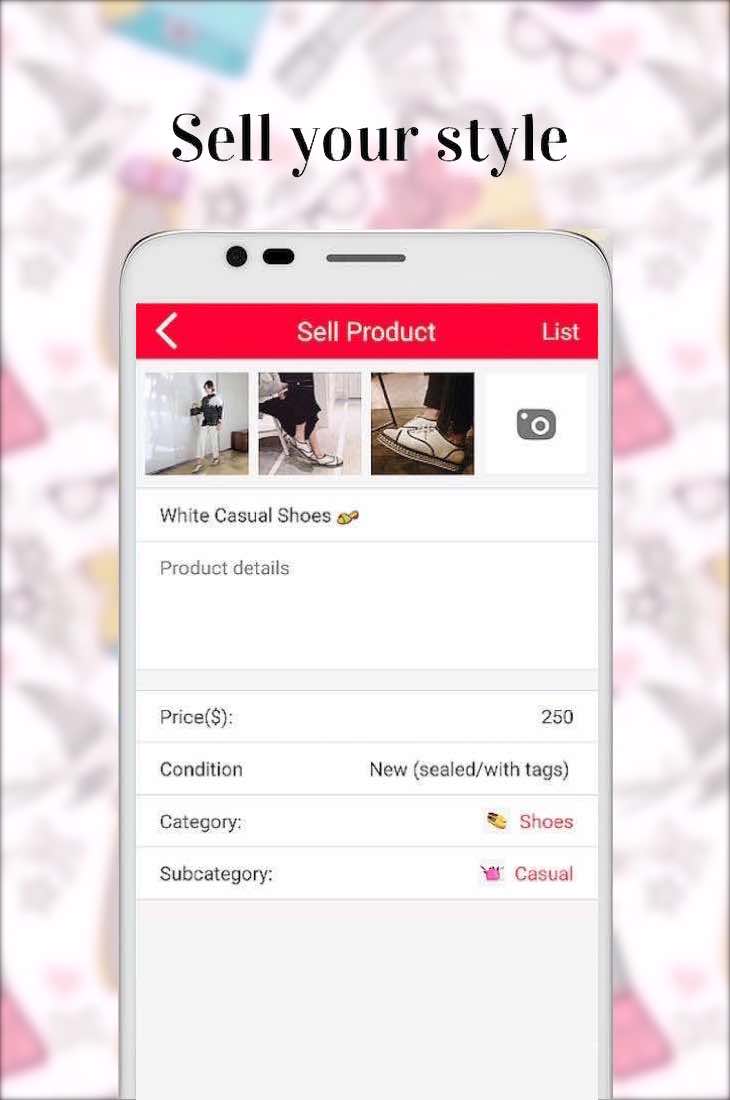 Sell your style
Sell Product
List
White Casual Shoes
Product details
Price($):
250
Condition
New (sealed/with tags)
Category:
Shoes
Subcategory:
Casual